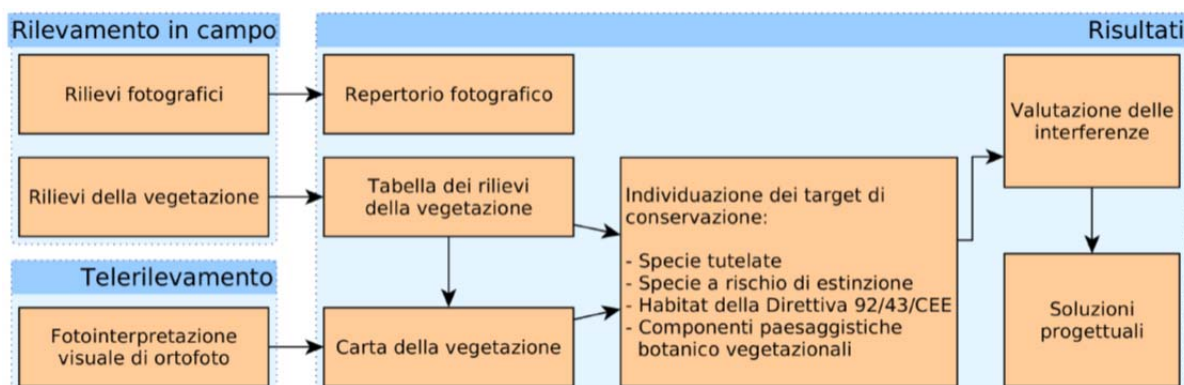 Rilevamento in campo
Rilievi fotografici
Rilievi della vegetazione
Telerilevamento
Fotointerpretazione
visuale di ortofoto
Risultati
Repertorio fotografico
Tabella dei rilievi
della vegetazione
Carta della vegetazione
Individuazione dei target di
conservazione:
- Specie tutelate
- Specie a rischio di estinzione
- Habitat della Direttiva 92/43/CEE
- Componenti paesaggistiche
botanico vegetazionali
Valutazione delle
interferenze
Soluzioni
progettuali